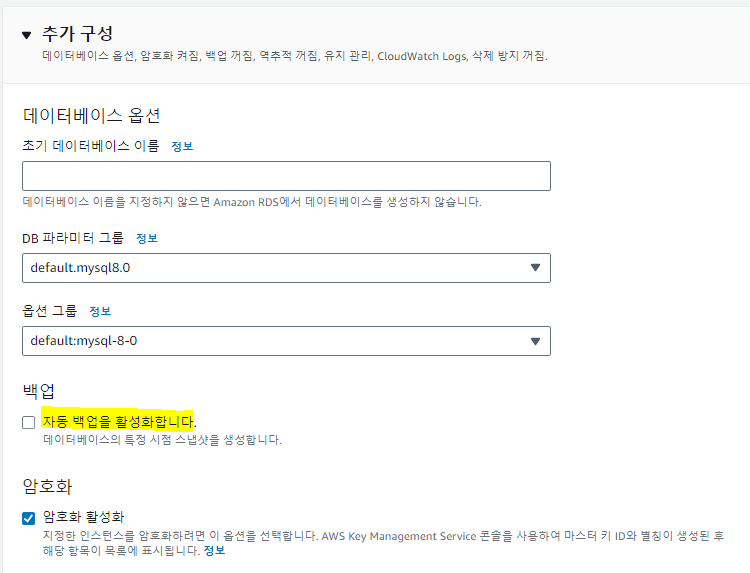 추가 구성
데이터베이스 옵션, 암호화 켜짐, 백업 꺼짐, 역추적 꺼짐, 유지 관리, CloudWatch Logs, 삭제 방지 꺼짐.
데이터베이스 옵션
초기 데이터베이스 이름 정보
데이터베이스 이름을 지정하지 않으면 Amazon RDS에서 데이터베이스를 생성하지 않습니다.
DB 파라미터 그룹 정보
default.mysql8.0
옵션 그룹 정보
default:mysql-8-0
백업
자동 백업을 활성화합니다.
데이터베이스의 특정 시점 스냅샷을 생성합니다.
암호화
암호화 활성화
지정한 인스턴스를 암호화하려면 이 옵션을 선택합니다. AWS Key Management Service 콘솔을 사용하여 마스터 키 ID와 별칭이 생성된 후
해당 항목이 목록에 표시됩니다. 정보